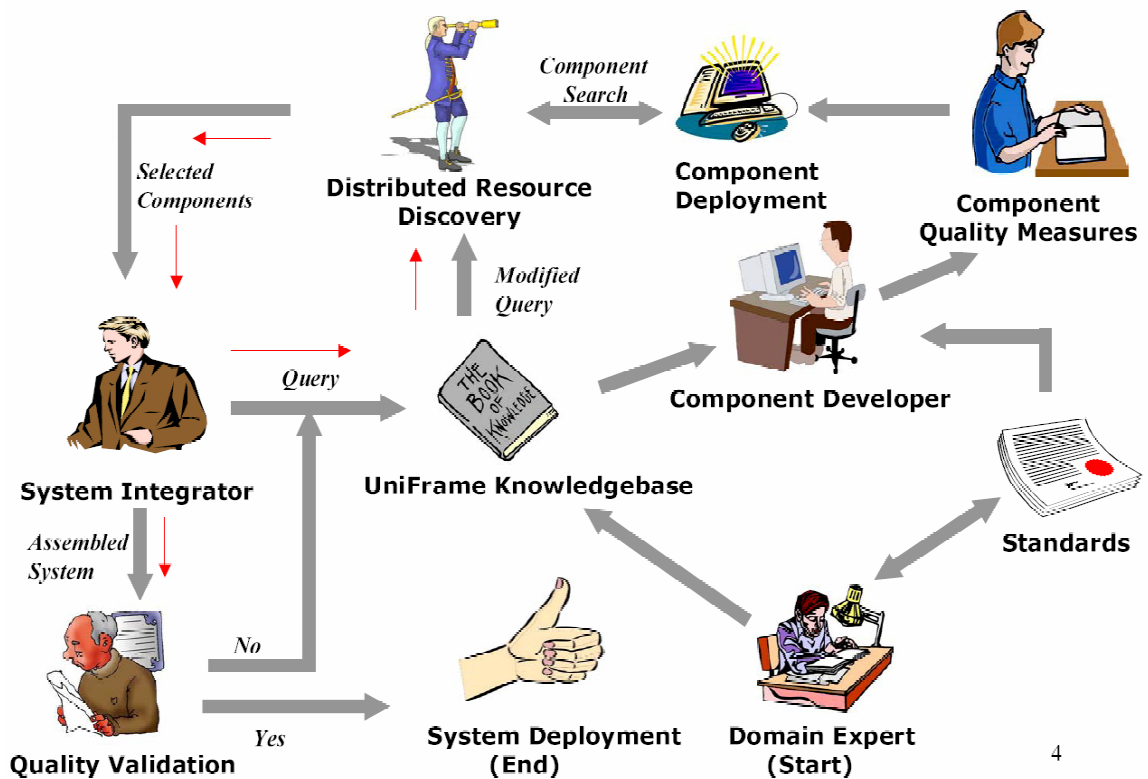 Component
Search
Selected
Components
Distributed Resource
Discovery
Component
Deployment
Component
Quality Measures
Modified
Query
Query
THE
BOOK
OF
KNOWLEDGE
Component Developer
System Integrator
UniFrame Knowledgebase
Standards
Assembled
System
No
Yes
Quality Validation
System Deployment
(End)
Domain Expert
(Start)
4